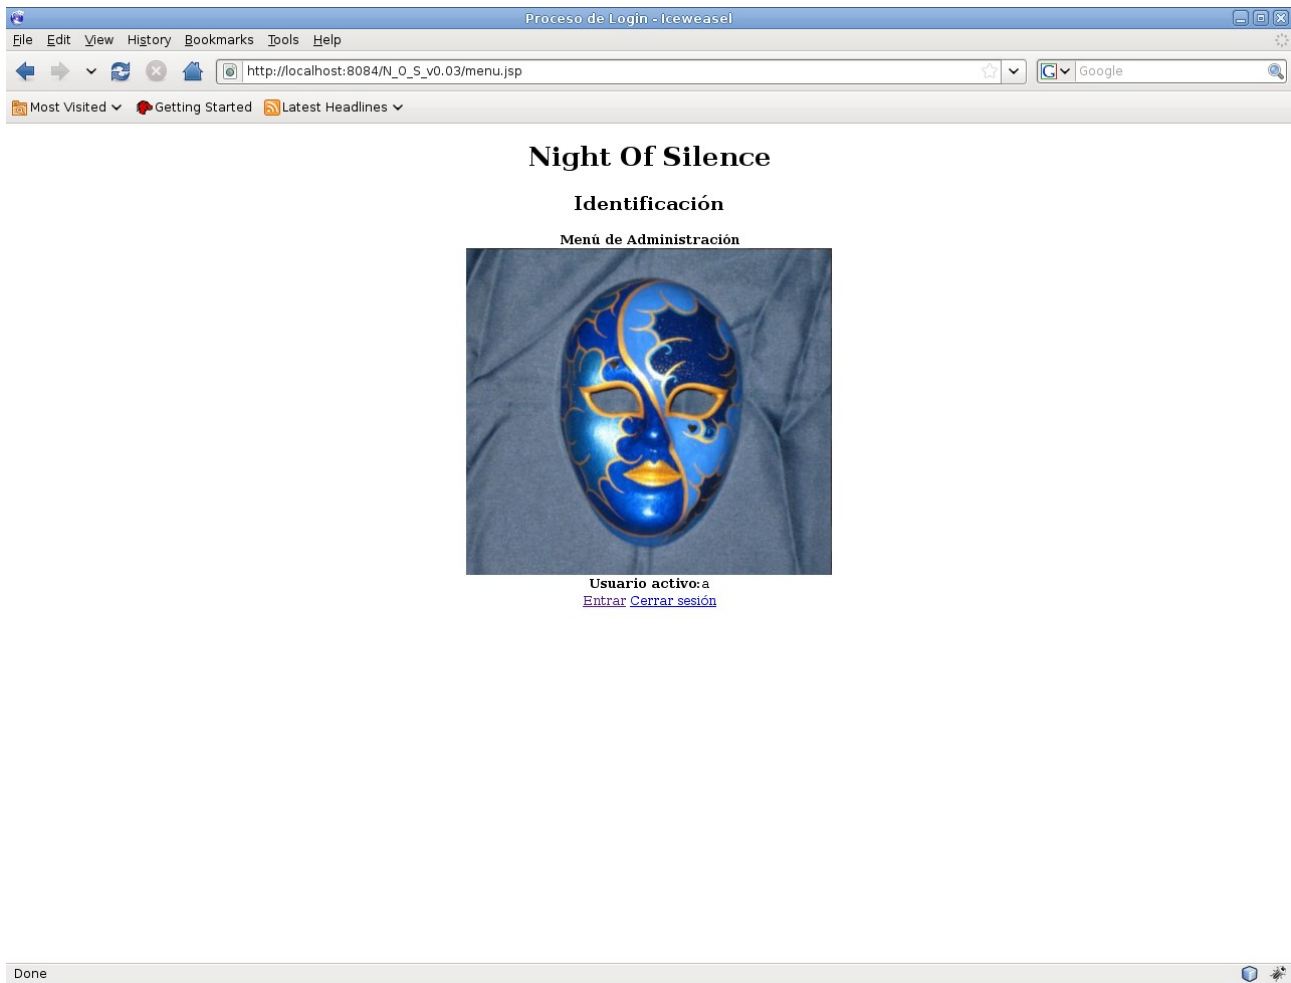 Proceso de Login - Iceweasel
File Edit View History Bookmarks Tools Help
http://localhost:8084/N_O_S_v0.03/menu.jsp
Google
Most Visited Getting Started Latest Headlines
Night Of Silence
Identificación
Menú de Administración
Usuario activo:a
Entrar Cerrar sesión
Done